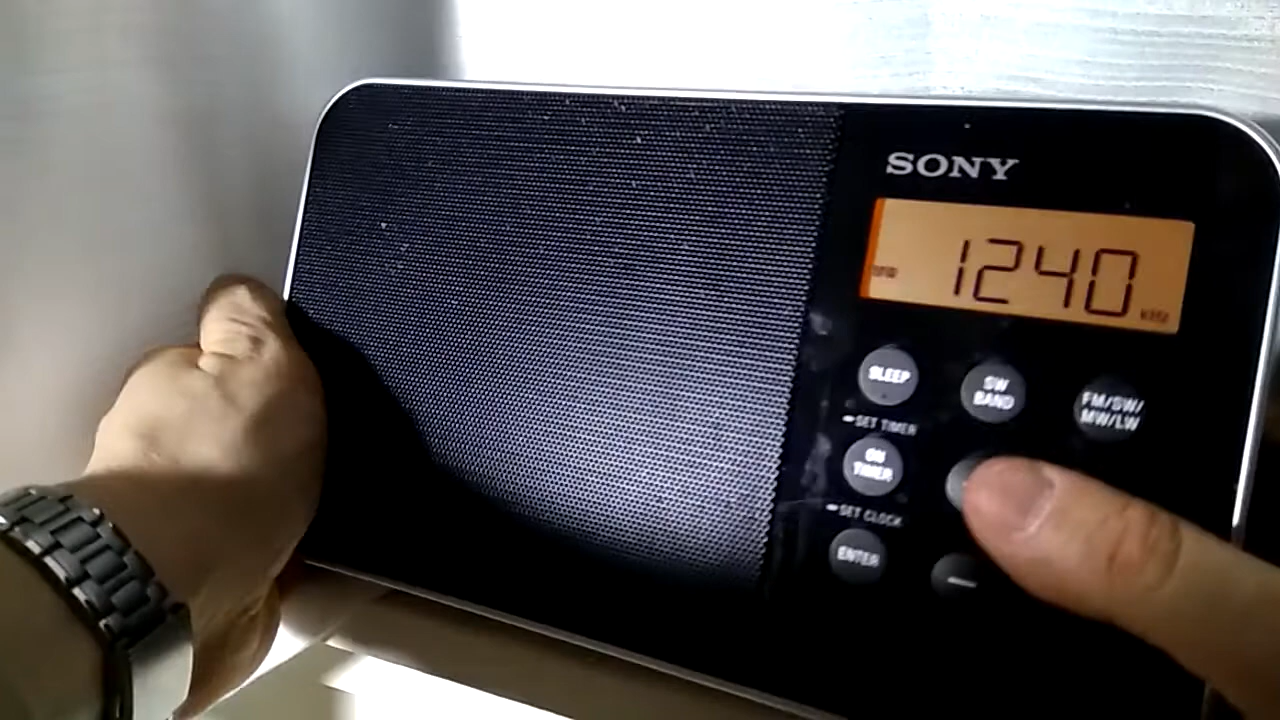 SONY
1240
kHz
SLEEP
SW
BAND
FM/SW/
MW/LW
SET TIMER
ON
TIMER
SET CLOCK
ENTER